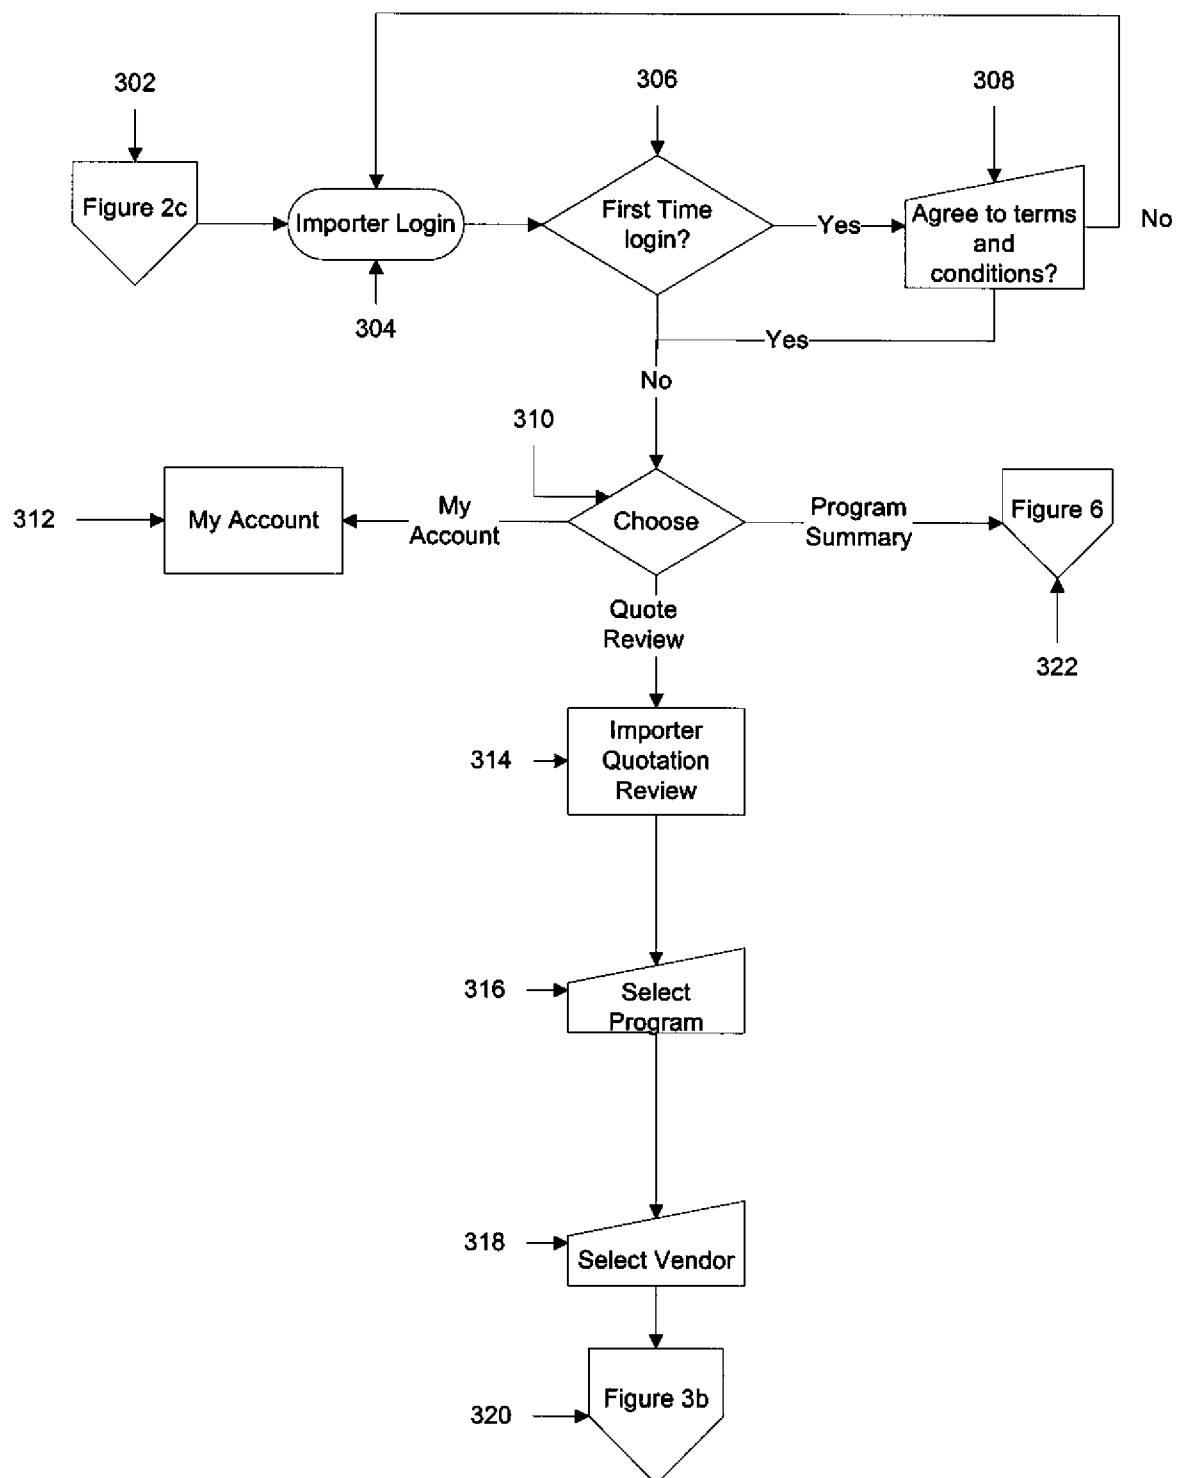 302
306
308
Figure 2c
Importer Login
First Time
login?
Yes
Agree to terms
and
conditions?
No
304
Yes
No
310
312
My Account
My
Account
Choose
Program
Summary
Figure 6
Quote
Review
322
314
Importer
Quotation
Review
316
Select
Program
318
Select Vendor
320
Figure 3b